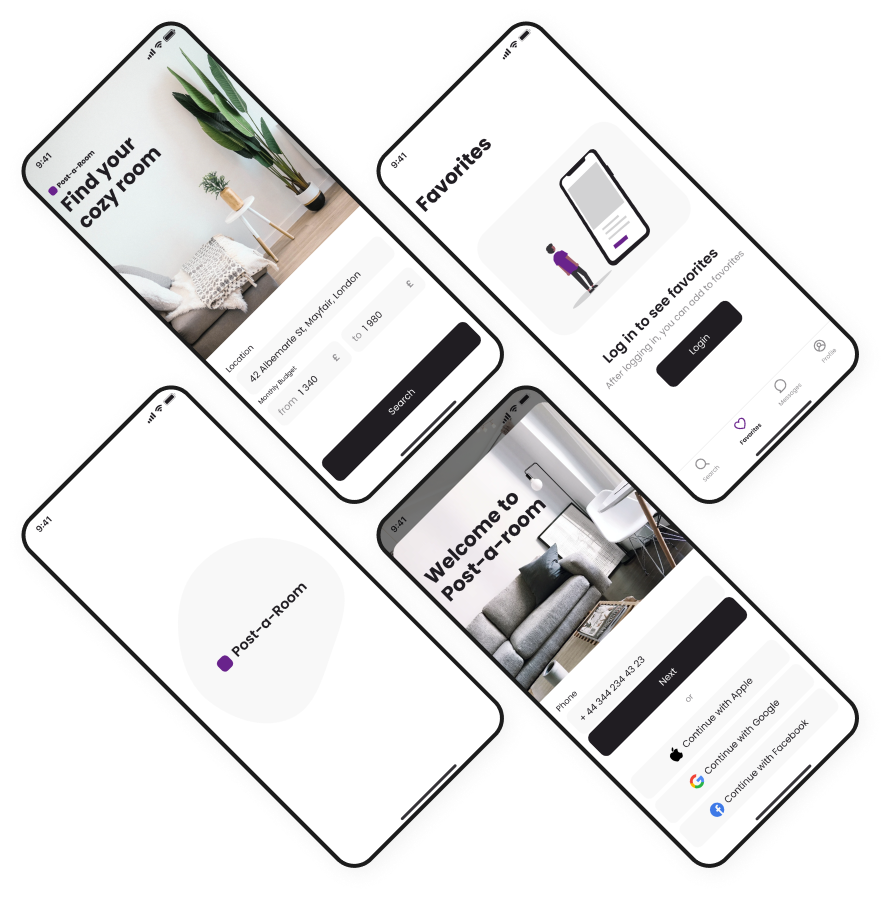 9:41
Post-a-Room
Find your
cozy room
Location
42 Albemarle St, Mayfair, London
Monthly Budget
from 1 340 £
to 1 980 £
Search
9:41
Favorites
Log in to see favorites
After logging in, you can add to favorites
Login
Search
Favorites
Messages
Profile
9:41
Post-a-Room
9:41
Welcome to
Post-a-room
Phone
+ 44 344 234 43 23
Next
or
Continue with Apple
Continue with Google
Continue with Facebook